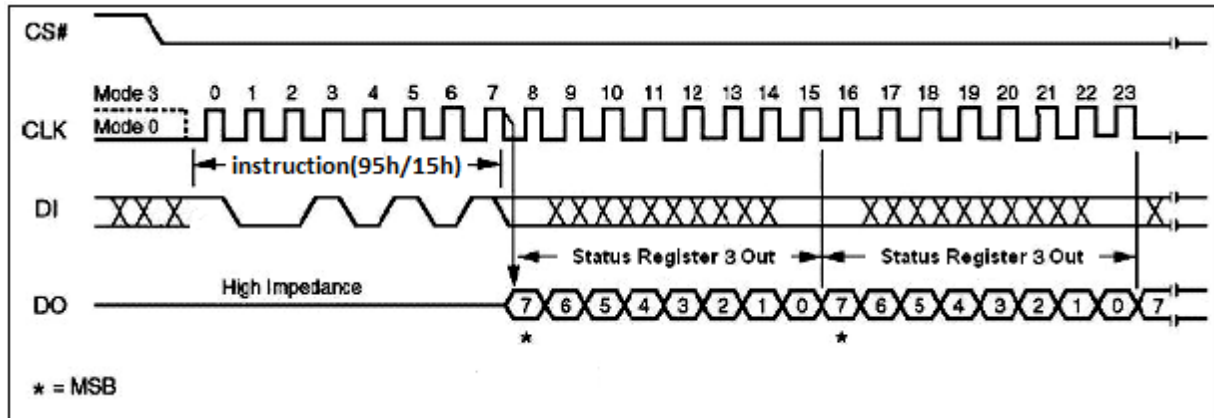 CS#
Mode 3 0 1 2 3 4 5 6 7 8 9 10 11 12 13 14 15 16 17 18 19 20 21 22 23
CLK Mode 0
instruction(95h/15h)
DI
Status Register 3 Out Status Register 3 Out
High Impedance
DO 7 6 5 4 3 2 1 0 7 6 5 4 3 2 1 0 7
* *
* = MSB